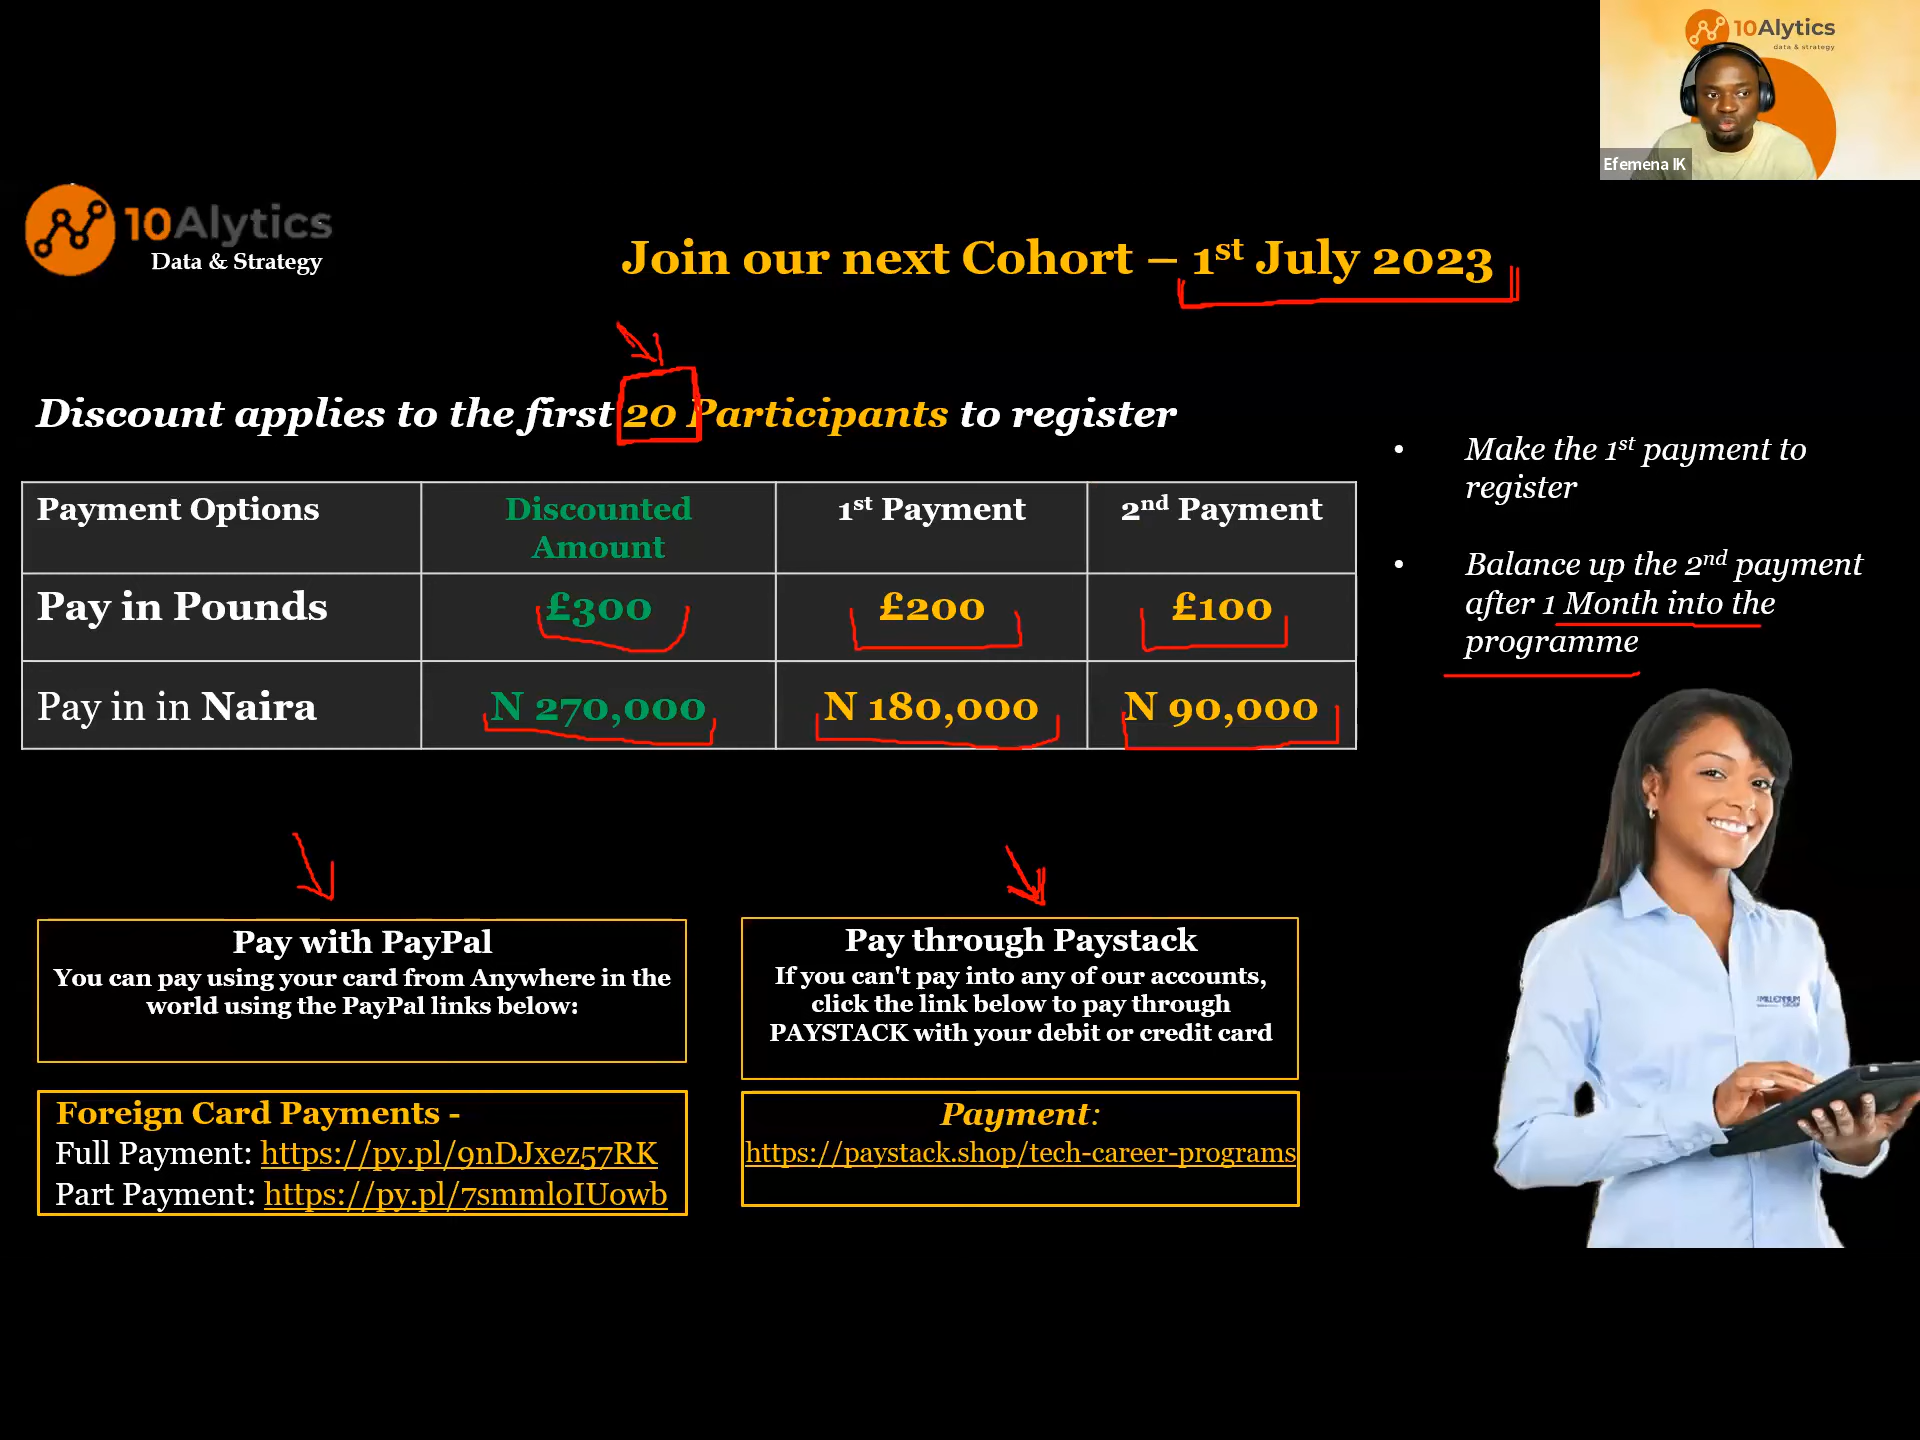 10Alytics
data & strategy
Efemena IK
10Alytics
Data & Strategy
Join our next Cohort – 1st July 2023
Discount applies to the first 20 Participants to register
Payment Options
Discounted
Amount
1st Payment
2nd Payment
Pay in Pounds
£300
£200
£100
Pay in in Naira
N 270,000
N 180,000
N 90,000
• Make the 1st payment to
register
• Balance up the 2nd payment
after 1 Month into the
programme
Pay with PayPal
You can pay using your card from Anywhere in the
world using the PayPal links below:
Foreign Card Payments -
Full Payment: https://py.pl/9nDJxez57RK
Part Payment: https://py.pl/7smmloIUowb
Pay through Paystack
If you can't pay into any of our accounts,
click the link below to pay through
PAYSTACK with your debit or credit card
Payment:
https://paystack.shop/tech-career-programs
MILLENNIUM